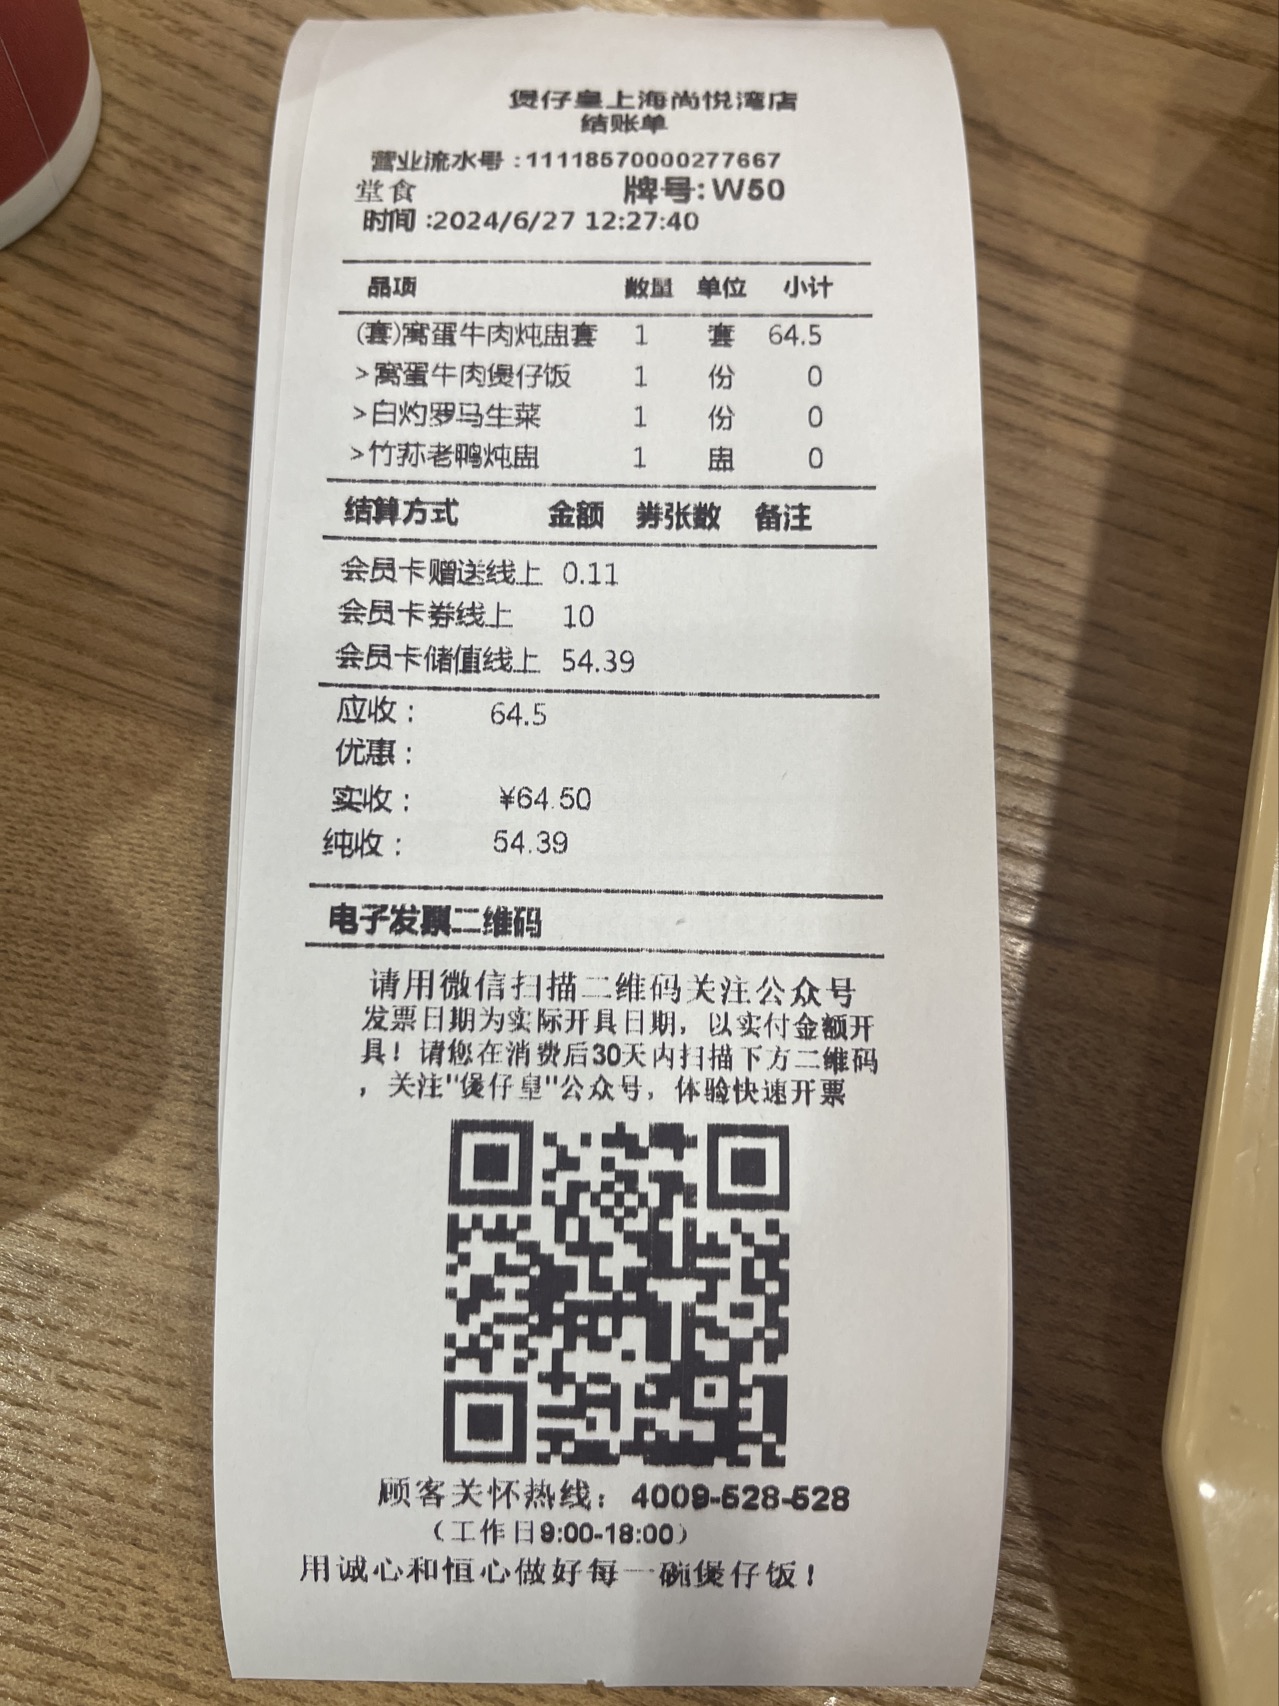 煲仔皇上海尚悦湾店
结账单
营业流水号:11118570000277667
堂食 牌号:W50
时间:2024/6/27 12:27:40
品项 数量 单位 小计
(套)窝蛋牛肉炖盅套 1 套 64.5
>窝蛋牛肉煲仔饭 1 份 0
>白灼罗马生菜 1 份 0
>竹荪老鸭炖盅 1 盅 0
结算方式 金额 券张数 备注
会员卡赠送线上 0.11
会员卡券线上 10
会员卡储值线上 54.39
应收: 64.5
优惠:
实收: ¥64.50
纯收: 54.39
电子发票二维码
请用微信扫描二维码关注公众号
发票日期为实际开具日期，以实付金额开
具！请您在消费后30天内扫描下方二维码
，关注"煲仔皇"公众号，体验快速开票
顾客关怀热线：4009-528-528
（工作日9:00-18:00）
用诚心和恒心做好每一碗煲仔饭！